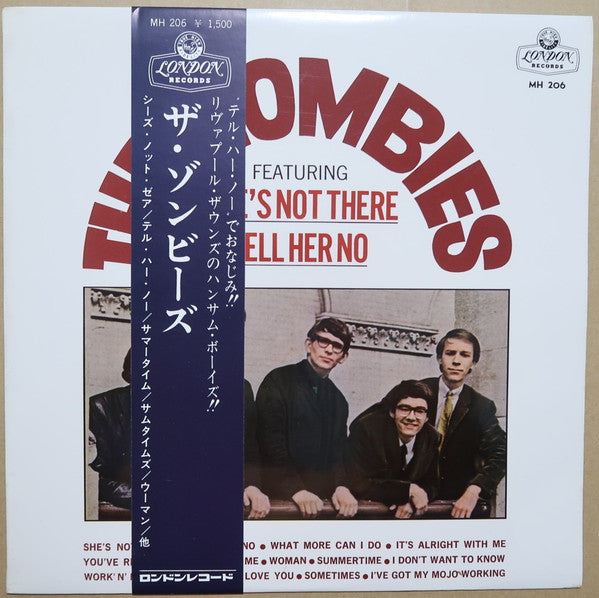 MH 206 ¥ 1,500
LONDON
RECORDS
"テル・ハー・ノー"でおなじみ!!
リヴァプール・サウンズのハンサム・ボーイズ!!
ザ・ゾンビーズ
シーズ・ノット・ゼア/テル・ハー・ノー/サマータイム/サムタイムズ/ウーマン/他
ロンドンレコード
LONDON
RECORDS
MH 206
TH OMBIES
FEATURING
E'S NOT THERE
ELL HER NO
SHE'S NOT NO • WHAT MORE CAN I DO • IT'S ALRIGHT WITH ME
YOU'VE RE ME • WOMAN • SUMMERTIME • I DON'T WANT TO KNOW
WORK 'N' LOVE YOU • SOMETIMES • I'VE GOT MY MOJO WORKING